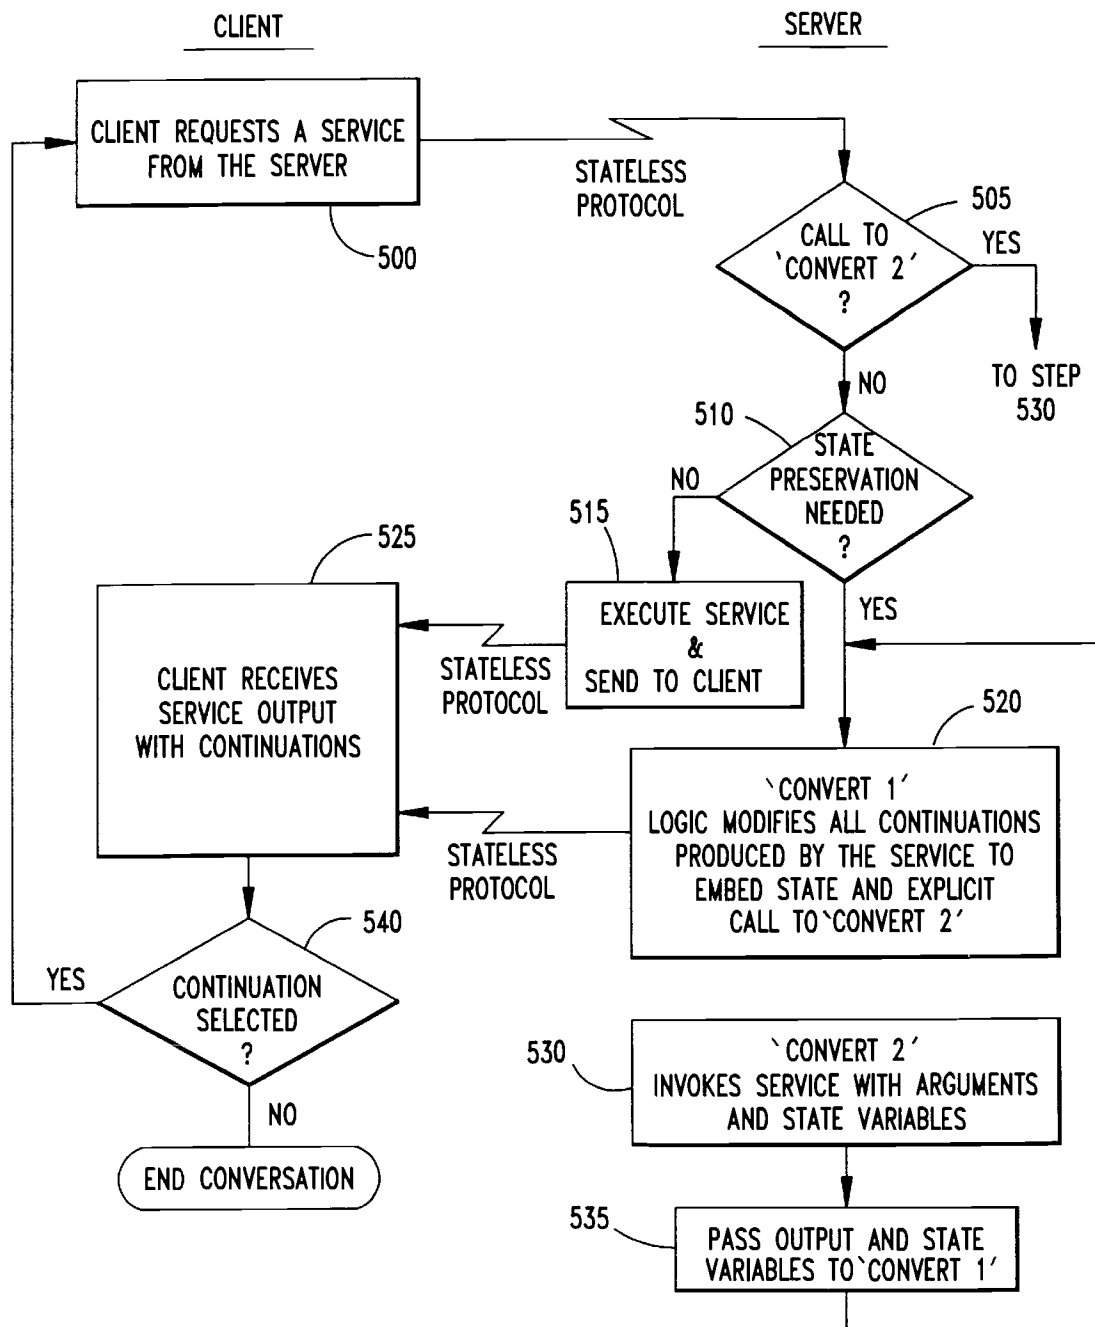 CLIENT
SERVER
CLIENT REQUESTS A SERVICE
FROM THE SERVER
500
STATELESS
PROTOCOL
505
CALL TO
`CONVERT 2´
?
YES
TO STEP
530
NO
510
STATE
PRESERVATION
NEEDED
?
NO
YES
515
EXECUTE SERVICE
&
SEND TO CLIENT
STATELESS
PROTOCOL
525
CLIENT RECEIVES
SERVICE OUTPUT
WITH CONTINUATIONS
520
`CONVERT 1´
LOGIC MODIFIES ALL CONTINUATIONS
PRODUCED BY THE SERVICE TO
EMBED STATE AND EXPLICIT
CALL TO `CONVERT 2´
STATELESS
PROTOCOL
540
CONTINUATION
SELECTED
?
YES
NO
END CONVERSATION
530
`CONVERT 2´
INVOKES SERVICE WITH ARGUMENTS
AND STATE VARIABLES
535
PASS OUTPUT AND STATE
VARIABLES TO `CONVERT 1´